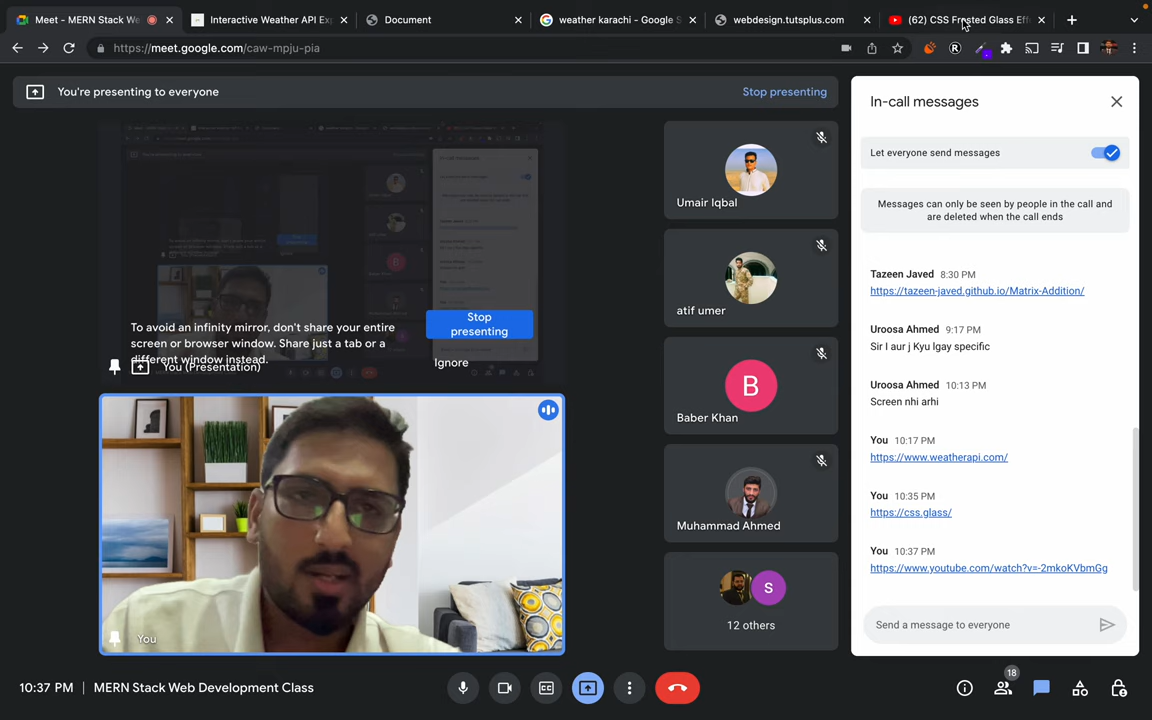 Meet - MERN Stack We
Interactive Weather API Exp
Document
weather karachi - Google S
webdesign.tutsplus.com
(62) CSS Frosted Glass Effe
https://meet.google.com/caw-mpju-pia
You're presenting to everyone
Stop presenting
To avoid an infinity mirror, don't share your entire
screen or browser window. Share just a tab or a
different window instead.
Stop
presenting
Ignore
You (Presentation)
You
Umair Iqbal
atif umer
B
Baber Khan
Muhammad Ahmed
S
12 others
In-call messages
Let everyone send messages
Messages can only be seen by people in the call and
are deleted when the call ends
Tazeen Javed 8:30 PM
https://tazeen-javed.github.io/Matrix-Addition/
Uroosa Ahmed 9:17 PM
Sir I aur j Kyu lgay specific
Uroosa Ahmed 10:13 PM
Screen nhi arhi
You 10:17 PM
https://www.weatherapi.com/
You 10:35 PM
https://css.glass/
You 10:37 PM
https://www.youtube.com/watch?v=-2mkoKVbmGg
Send a message to everyone
10:37 PM | MERN Stack Web Development Class
18